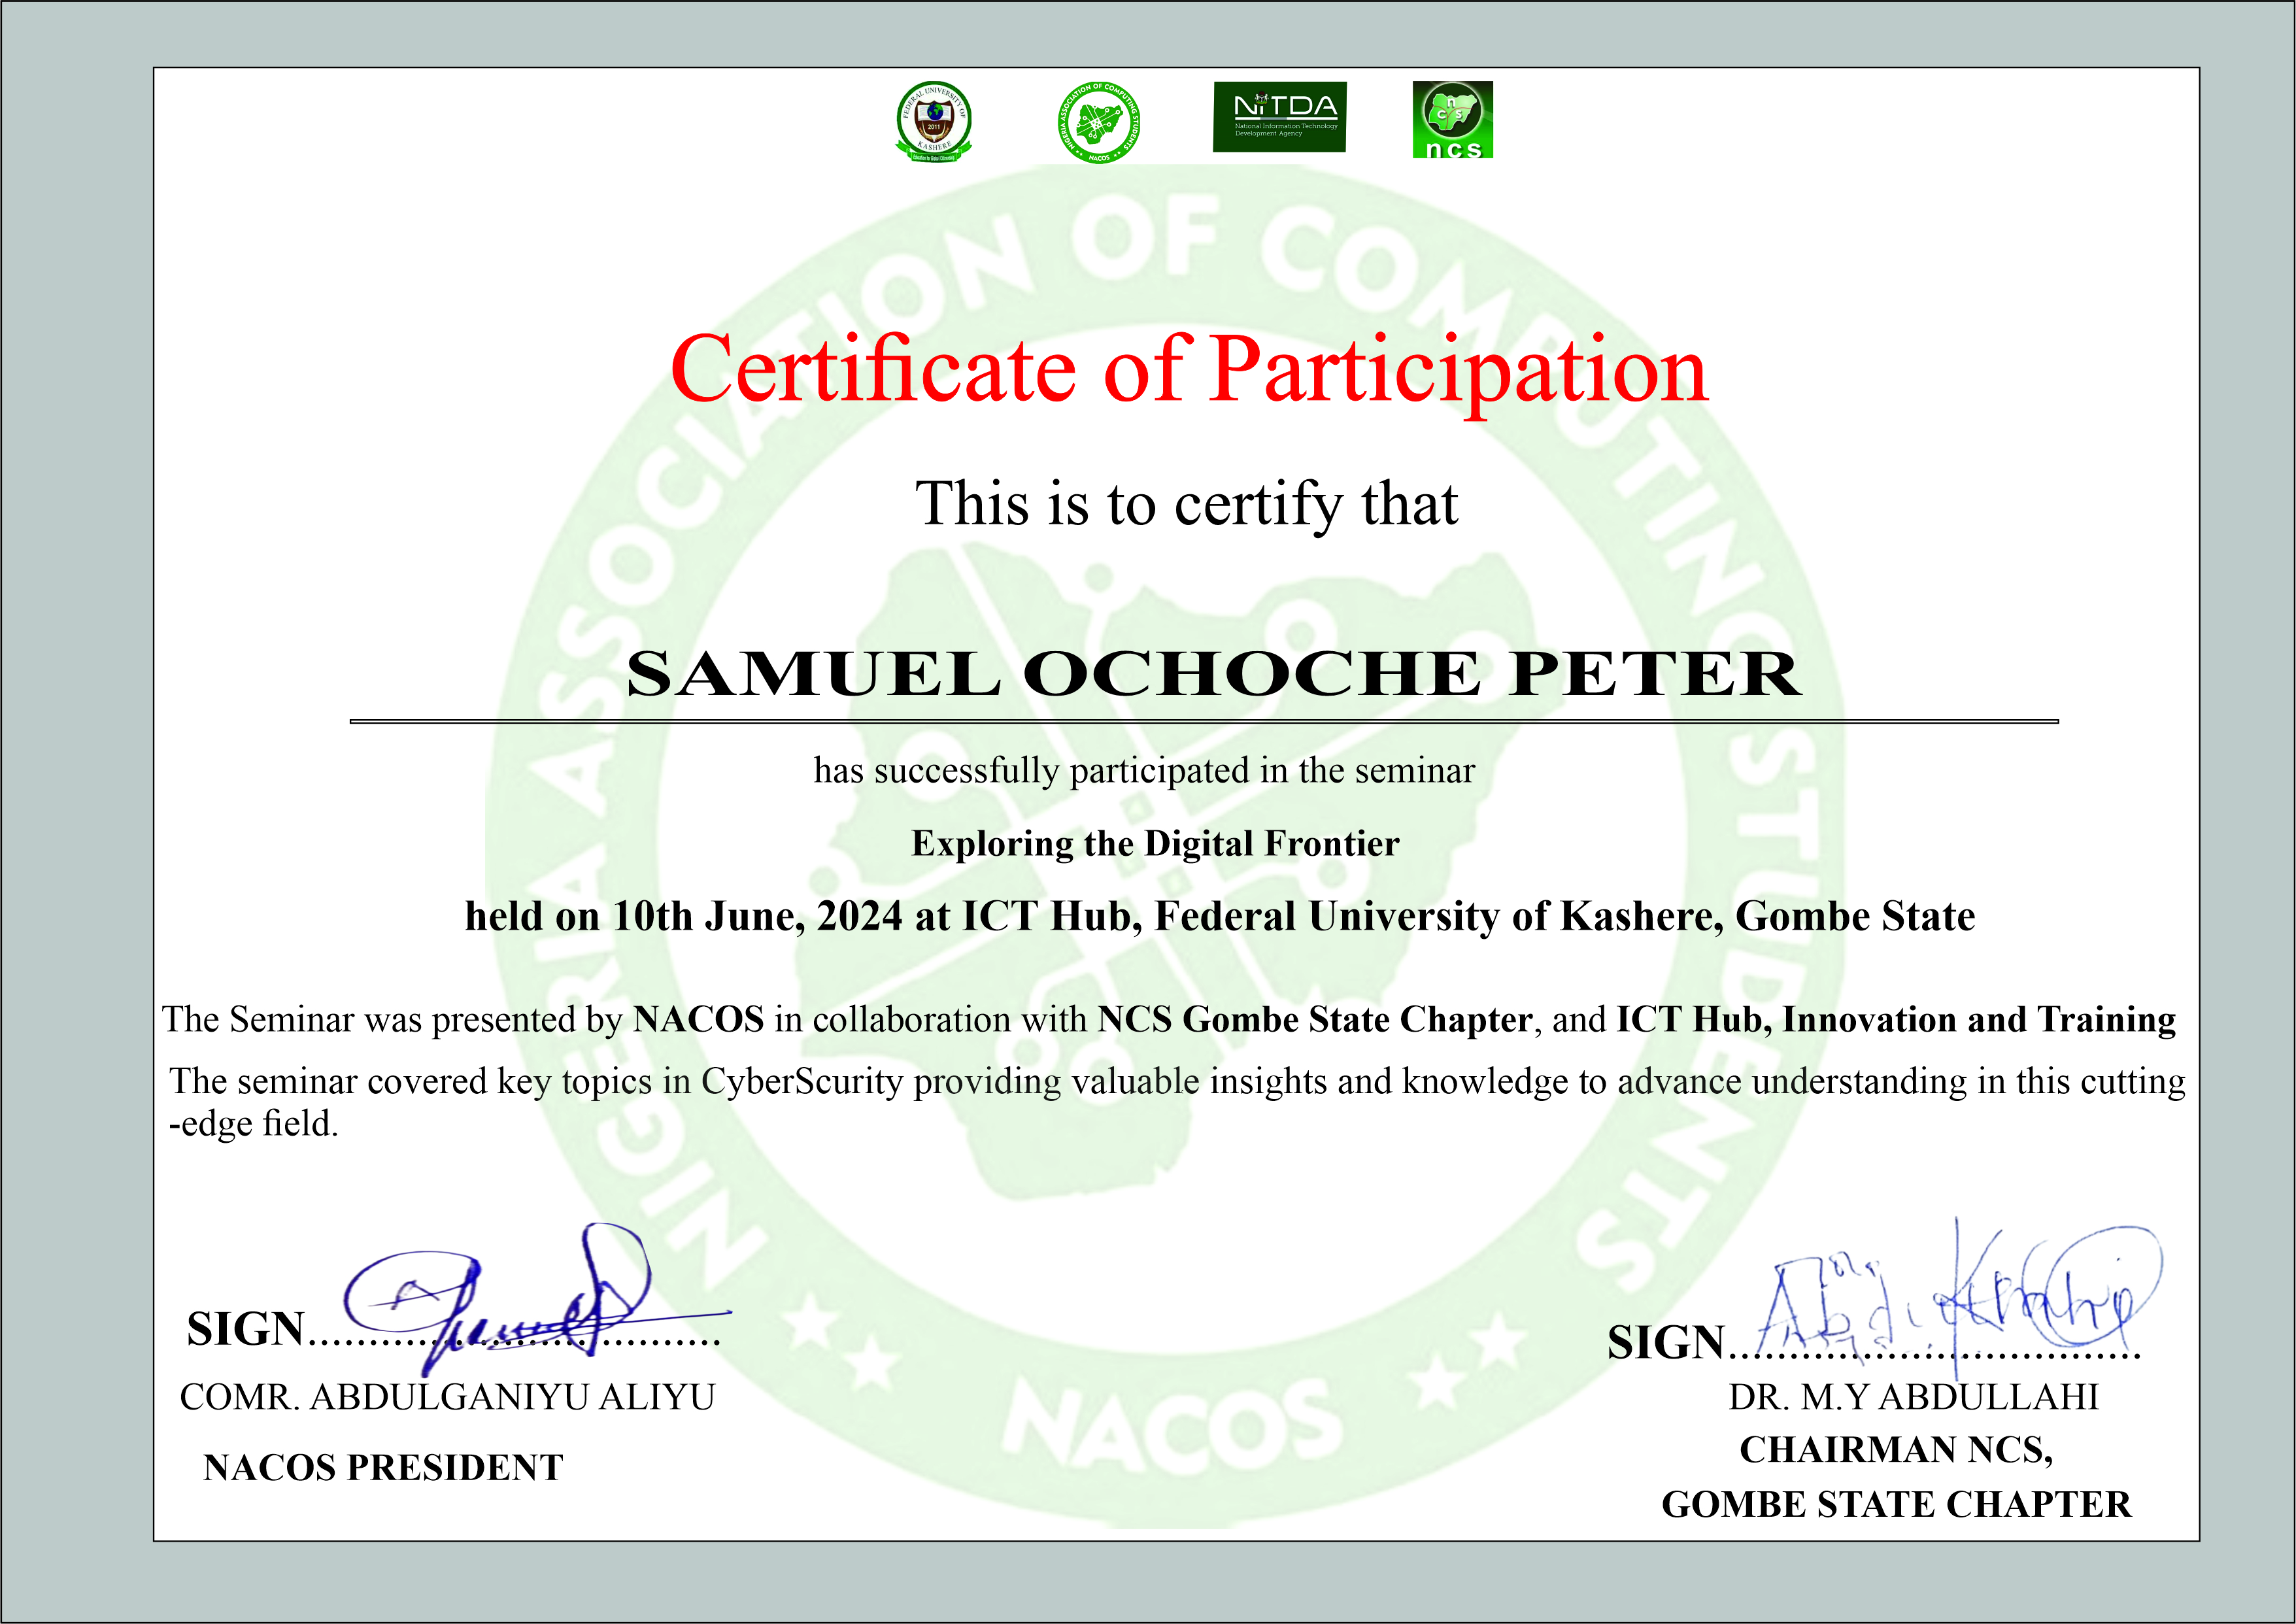 FEDERAL UNIVERSITY OF
2011
KASHERE
Education for Global Citizenship
NIGERIA ASSOCIATION OF COMPUTING STUDENTS
NACOS
NiTDA
National Information Technology
Development Agency
n
c s
ncs
Certificate of Participation
This is to certify that
SAMUEL OCHOCHE PETER
has successfully participated in the seminar
Exploring the Digital Frontier
held on 10th June, 2024 at ICT Hub, Federal University of Kashere, Gombe State
The Seminar was presented by NACOS in collaboration with NCS Gombe State Chapter, and ICT Hub, Innovation and Training
The seminar covered key topics in CyberScurity providing valuable insights and knowledge to advance understanding in this cutting
-edge field.
SIGN..................................
COMR. ABDULGANIYU ALIYU
NACOS PRESIDENT
SIGN..................................
DR. M.Y ABDULLAHI
CHAIRMAN NCS,
GOMBE STATE CHAPTER
NIGERIA ASSOCIATION OF COMPUTING STUDENTS
NACOS